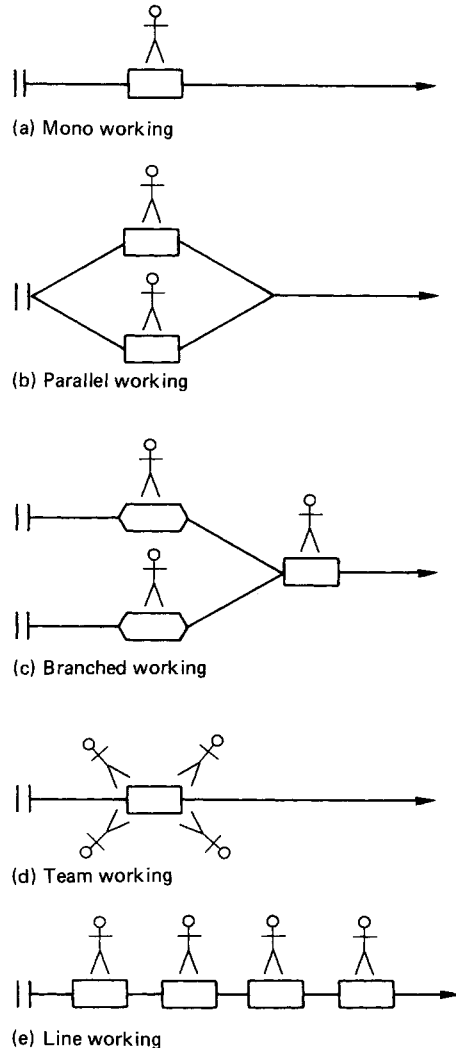 (a) Mono working
(b) Parallel working
(c) Branched working
(d) Team working
(e) Line working